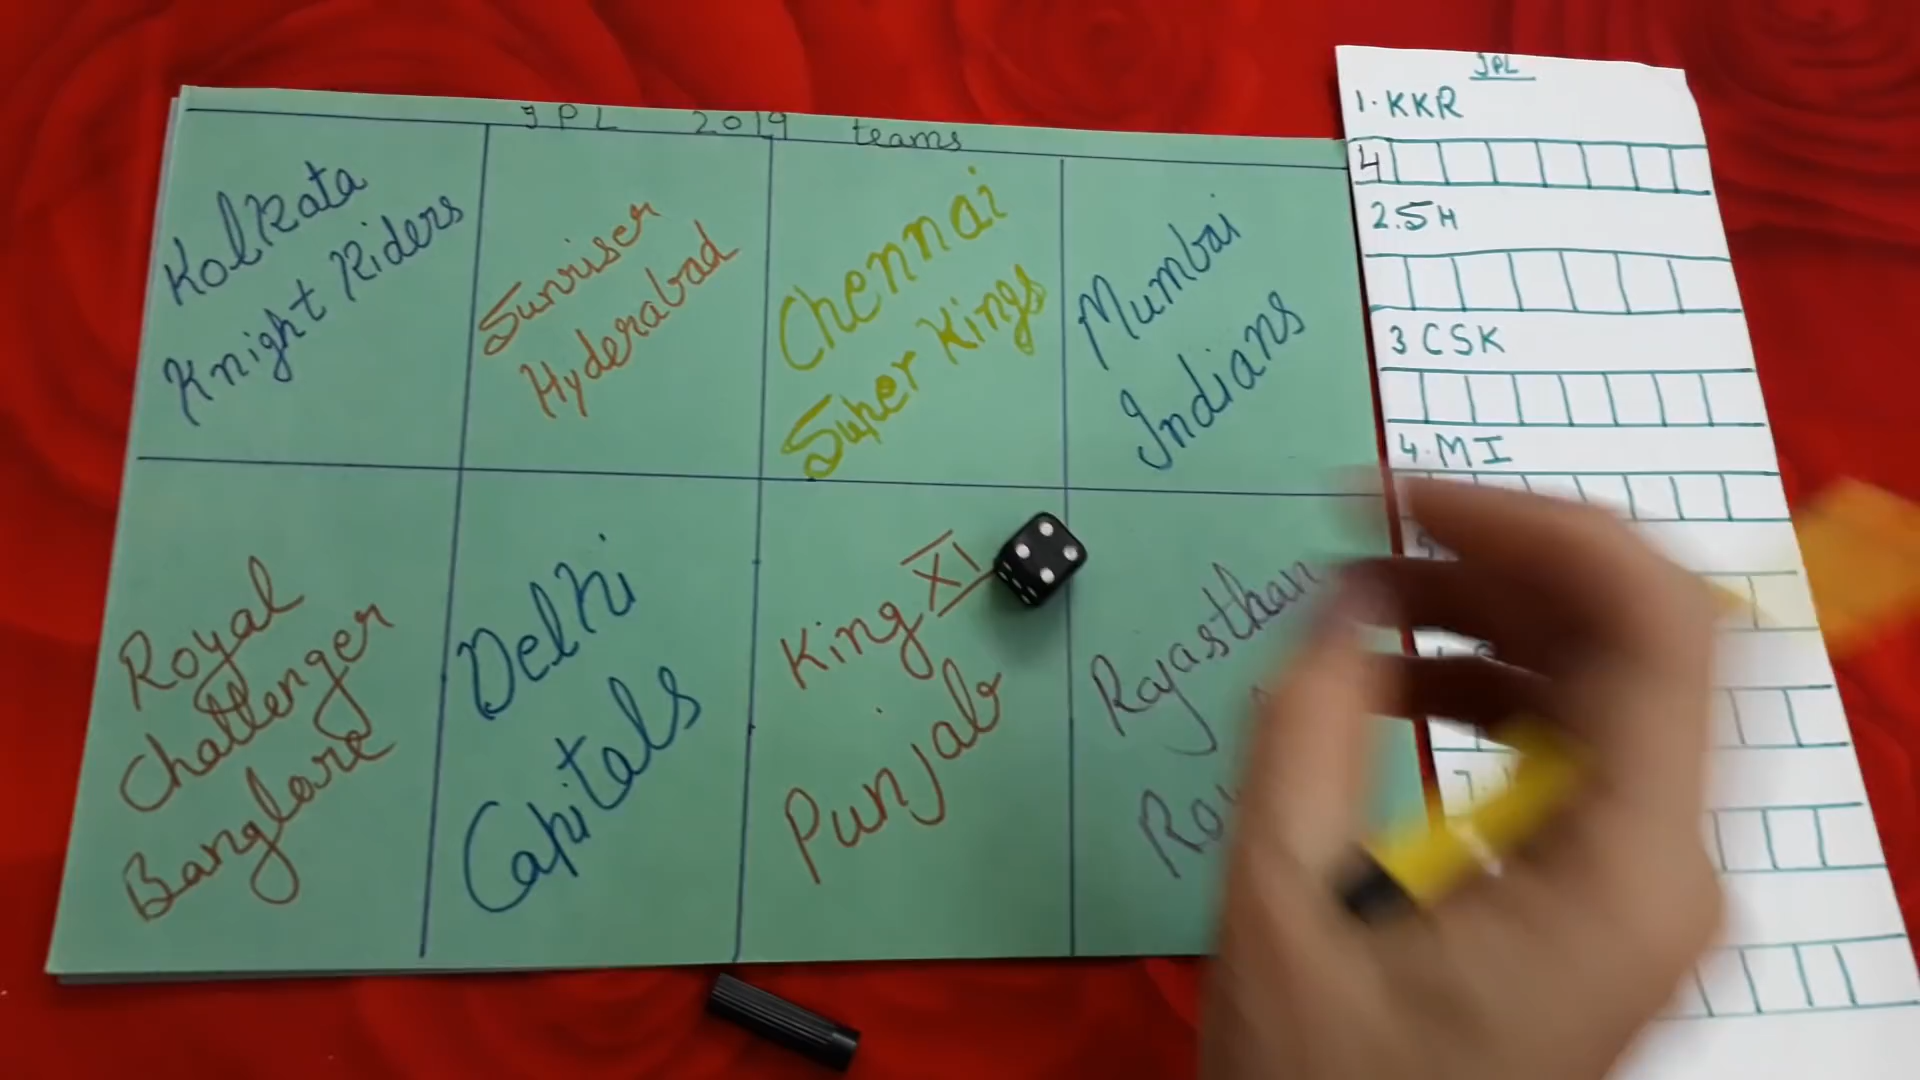 IPL 2019 teams
Kolkata
Knight Riders
Sunriser
Hyderabad
Chennai
Super Kings
Mumbai
Indians
Royal
Challenger
Banglore
Delhi
Capitals
King XI
Punjab
Rajasthan
IPL
1. KKR
4
2. SH
3 CSK
4. MI
7.